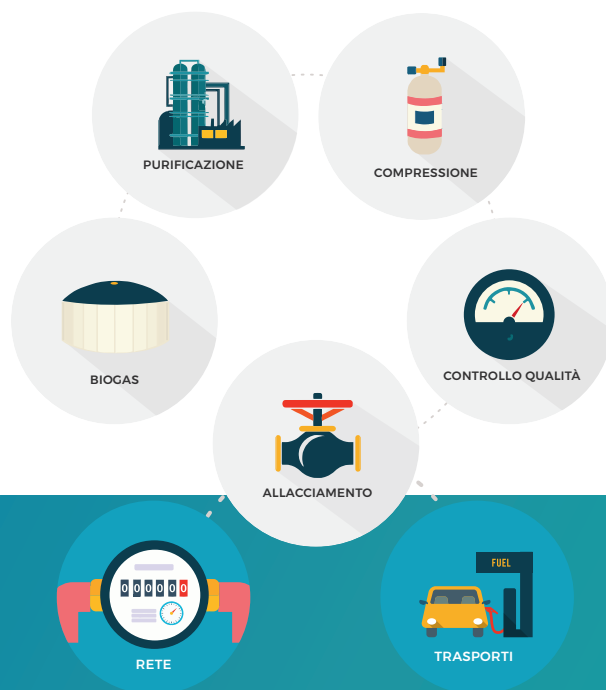 PURIFICAZIONE
COMPRESSIONE
BIOGAS
CONTROLLO QUALITÀ
ALLACCIAMENTO
FUEL
000000
RETE
TRASPORTI